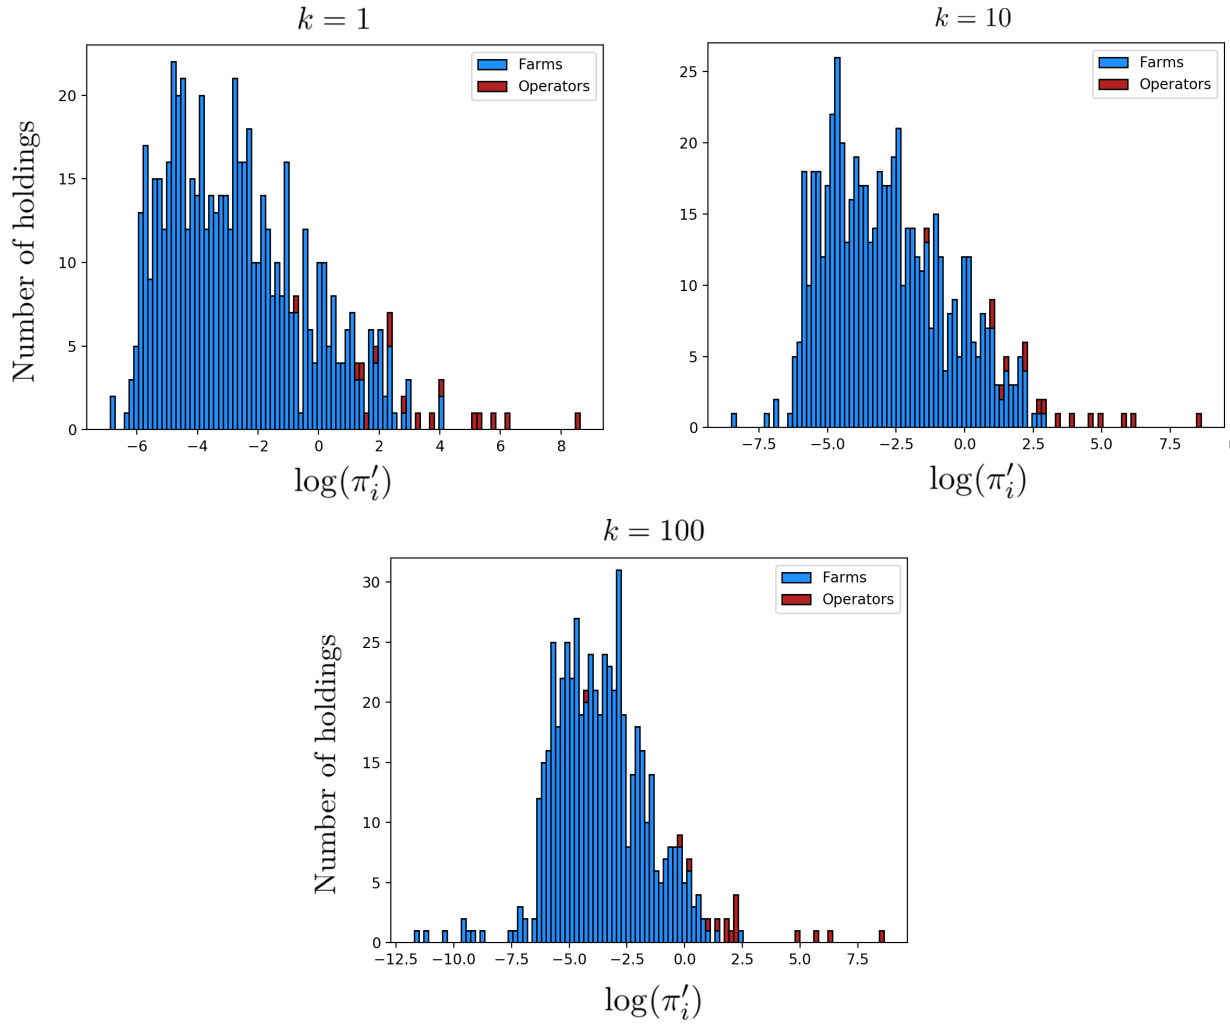 k = 1
Farms
Operators
20
15
10
5
0
Number of holdings
−6 −4 −2 0 2 4 6 8
log(π′ᵢ)
k = 10
Farms
Operators
25
20
15
10
5
0
−7.5 −5.0 −2.5 0.0 2.5 5.0 7.5
log(π′ᵢ)
k = 100
Farms
Operators
30
25
20
15
10
5
0
Number of holdings
−12.5 −10.0 −7.5 −5.0 −2.5 0.0 2.5 5.0 7.5
log(π′ᵢ)